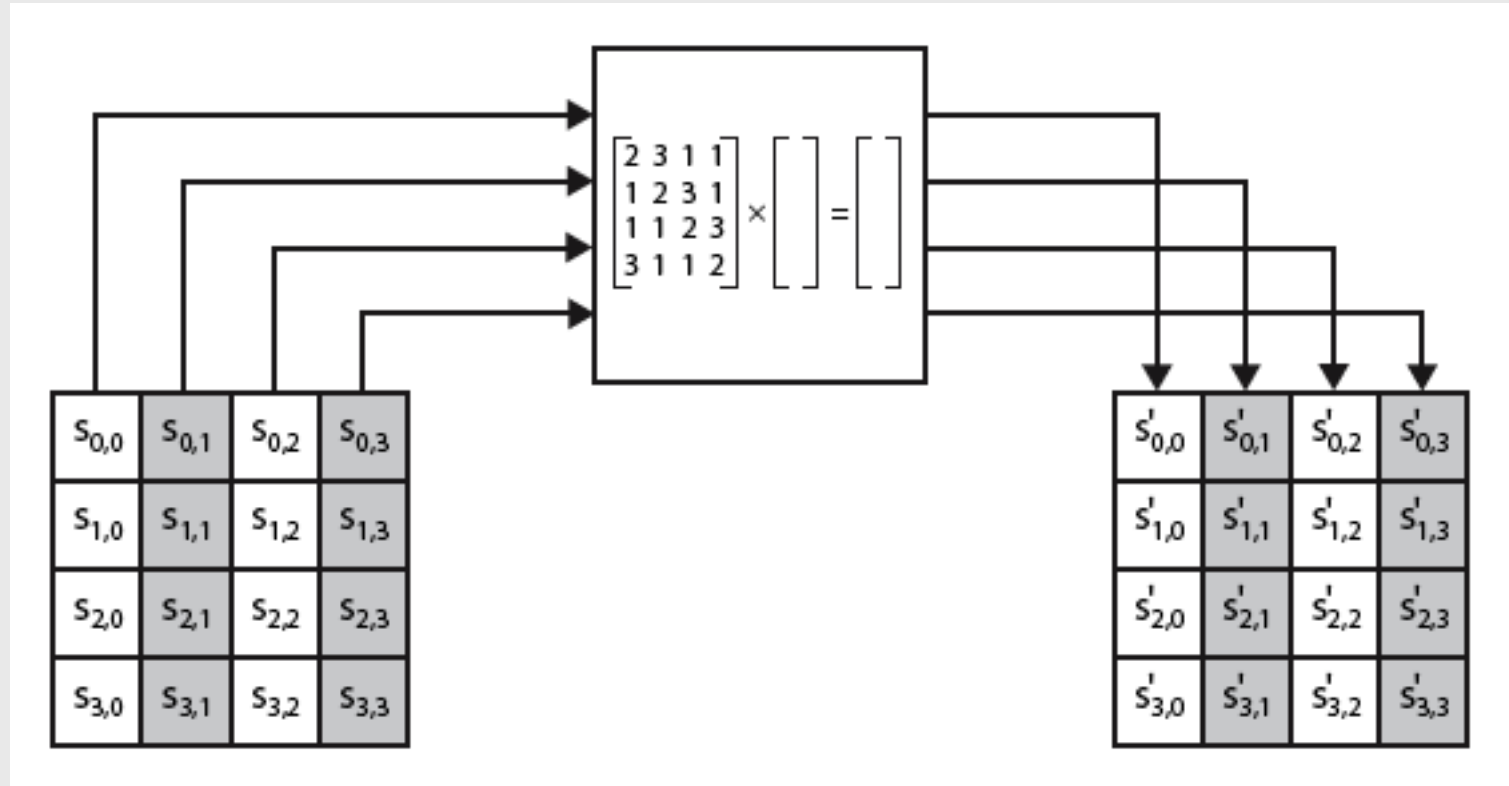 2 3 1 1
1 2 3 1
1 1 2 3
3 1 1 2
× =
S0,0 S0,1 S0,2 S0,3
S1,0 S1,1 S1,2 S1,3
S2,0 S2,1 S2,2 S2,3
S3,0 S3,1 S3,2 S3,3
S'0,0 S'0,1 S'0,2 S'0,3
S'1,0 S'1,1 S'1,2 S'1,3
S'2,0 S'2,1 S'2,2 S'2,3
S'3,0 S'3,1 S'3,2 S'3,3